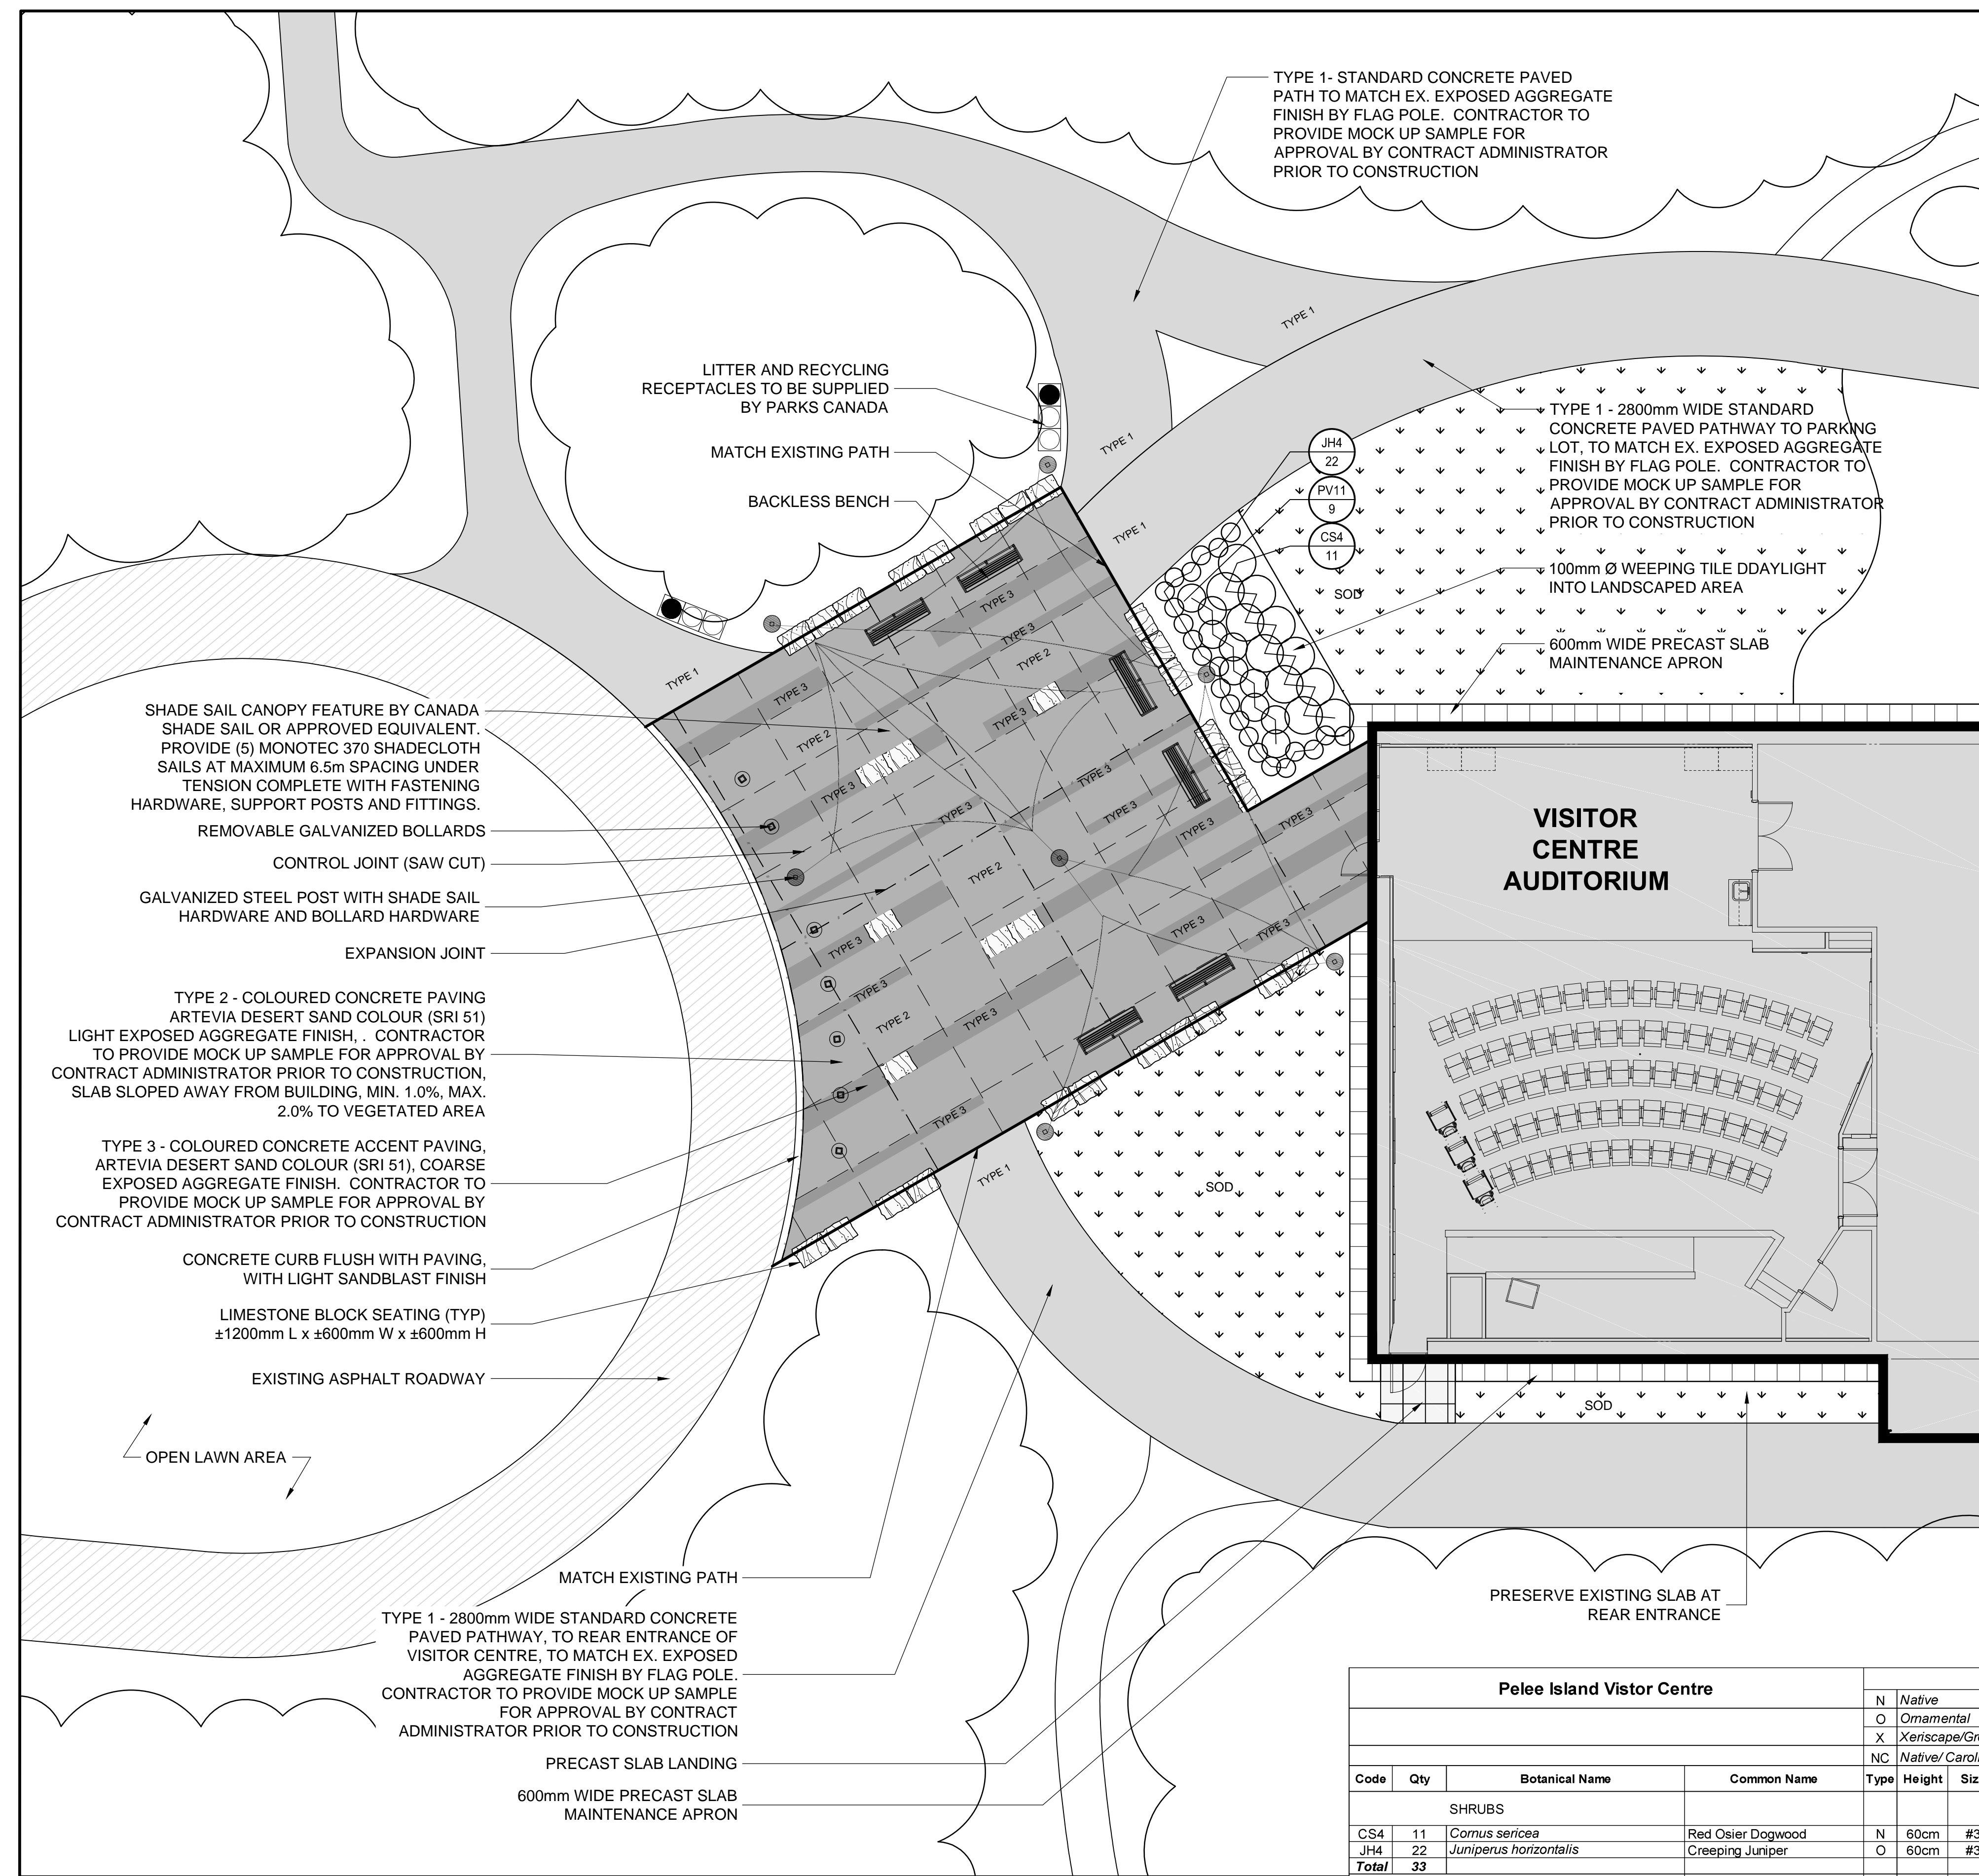 TYPE 1- STANDARD CONCRETE PAVED
PATH TO MATCH EX. EXPOSED AGGREGATE
FINISH BY FLAG POLE. CONTRACTOR TO
PROVIDE MOCK UP SAMPLE FOR
APPROVAL BY CONTRACT ADMINISTRATOR
PRIOR TO CONSTRUCTION
TYPE 1
LITTER AND RECYCLING
RECEPTACLES TO BE SUPPLIED
BY PARKS CANADA
MATCH EXISTING PATH
BACKLESS BENCH
TYPE 1
TYPE 1
JH4
22
PV11
9
CS4
11
TYPE 1 - 2800mm WIDE STANDARD
CONCRETE PAVED PATHWAY TO PARKING
LOT, TO MATCH EX. EXPOSED AGGREGATE
FINISH BY FLAG POLE. CONTRACTOR TO
PROVIDE MOCK UP SAMPLE FOR
APPROVAL BY CONTRACT ADMINISTRATOR
PRIOR TO CONSTRUCTION
100mm Ø WEEPING TILE DDAYLIGHT
INTO LANDSCAPED AREA
SOD
600mm WIDE PRECAST SLAB
MAINTENANCE APRON
TYPE 1
TYPE 3
TYPE 3
TYPE 2
TYPE 3
TYPE 3
TYPE 2
TYPE 3
TYPE 3
TYPE 3
TYPE 3
TYPE 3
TYPE 3
TYPE 2
TYPE 3
TYPE 3
TYPE 3
TYPE 3
TYPE 2
TYPE 3
TYPE 3
TYPE 1
SHADE SAIL CANOPY FEATURE BY CANADA
SHADE SAIL OR APPROVED EQUIVALENT.
PROVIDE (5) MONOTEC 370 SHADECLOTH
SAILS AT MAXIMUM 6.5m SPACING UNDER
TENSION COMPLETE WITH FASTENING
HARDWARE, SUPPORT POSTS AND FITTINGS.
REMOVABLE GALVANIZED BOLLARDS
CONTROL JOINT (SAW CUT)
GALVANIZED STEEL POST WITH SHADE SAIL
HARDWARE AND BOLLARD HARDWARE
EXPANSION JOINT
TYPE 2 - COLOURED CONCRETE PAVING
ARTEVIA DESERT SAND COLOUR (SRI 51)
LIGHT EXPOSED AGGREGATE FINISH, . CONTRACTOR
TO PROVIDE MOCK UP SAMPLE FOR APPROVAL BY
CONTRACT ADMINISTRATOR PRIOR TO CONSTRUCTION,
SLAB SLOPED AWAY FROM BUILDING, MIN. 1.0%, MAX.
2.0% TO VEGETATED AREA
TYPE 3 - COLOURED CONCRETE ACCENT PAVING,
ARTEVIA DESERT SAND COLOUR (SRI 51), COARSE
EXPOSED AGGREGATE FINISH. CONTRACTOR TO
PROVIDE MOCK UP SAMPLE FOR APPROVAL BY
CONTRACT ADMINISTRATOR PRIOR TO CONSTRUCTION
CONCRETE CURB FLUSH WITH PAVING,
WITH LIGHT SANDBLAST FINISH
LIMESTONE BLOCK SEATING (TYP)
±1200mm L x ±600mm W x ±600mm H
EXISTING ASPHALT ROADWAY
OPEN LAWN AREA
VISITOR
CENTRE
AUDITORIUM
SOD
SOD
MATCH EXISTING PATH
TYPE 1 - 2800mm WIDE STANDARD CONCRETE
PAVED PATHWAY, TO REAR ENTRANCE OF
VISITOR CENTRE, TO MATCH EX. EXPOSED
AGGREGATE FINISH BY FLAG POLE.
CONTRACTOR TO PROVIDE MOCK UP SAMPLE
FOR APPROVAL BY CONTRACT
ADMINISTRATOR PRIOR TO CONSTRUCTION
PRECAST SLAB LANDING
600mm WIDE PRECAST SLAB
MAINTENANCE APRON
PRESERVE EXISTING SLAB AT
REAR ENTRANCE
Pelee Island Vistor Centre
N Native
O Ornamental
X Xeriscape/Gr
NC Native/ Carol
Code Qty Botanical Name Common Name Type Height Siz
SHRUBS
CS4 11 Cornus sericea Red Osier Dogwood N 60cm #3
JH4 22 Juniperus horizontalis Creeping Juniper O 60cm #3
Total 33